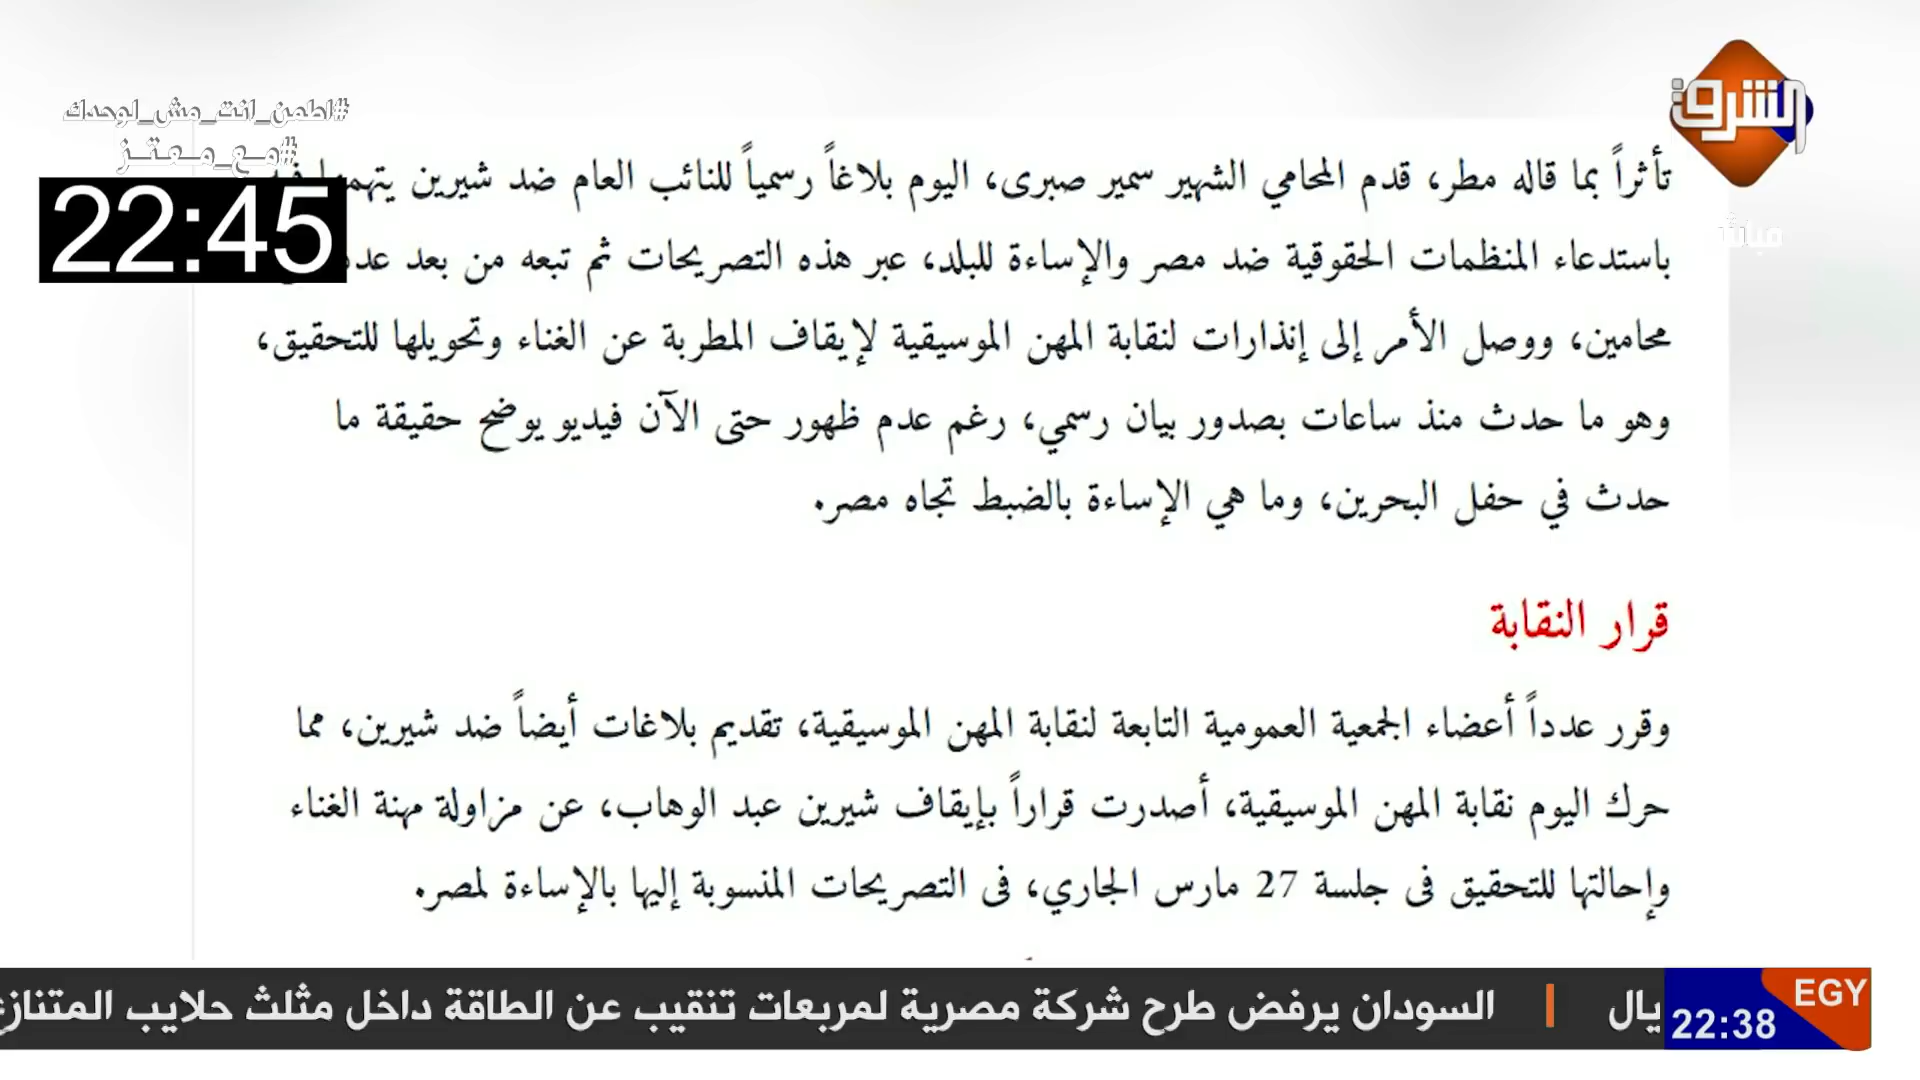 الشرق
مباشر
#اطمن_انت_مش_لوحدك
#مـع_مـعـتـز
22:45
تأثراً بما قاله مطر، قدم المحامي الشهير سمير صبرى، اليوم بلاغاً رسمياً للنائب العام ضد شيرين يتهمها فيه
باستدعاء المنظمات الحقوقية ضد مصر والإساءة للبلد، عبر هذه التصريحات ثم تبعه من بعد
محامين، ووصل الأمر إلى إنذارات لنقابة المهن الموسيقية لإيقاف المطربة عن الغناء وتحويلها للتحقيق،
وهو ما حدث منذ ساعات بصدور بيان رسمي، رغم عدم ظهور حتى الآن فيديو يوضح حقيقة ما
حدث في حفل البحرين، وما هي الإساءة بالضبط تجاه مصر.
قرار النقابة
وقرر عدداً أعضاء الجمعية العمومية التابعة لنقابة المهن الموسيقية، تقديم بلاغات أيضاً ضد شيرين، مما
حرك اليوم نقابة المهن الموسيقية، أصدرت قراراً بإيقاف شيرين عبد الوهاب، عن مزاولة مهنة الغناء
وإحالتها للتحقيق فى جلسة 27 مارس الجاري، فى التصريحات المنسوبة إليها بالإساءة لمصر.
يال | السودان يرفض طرح شركة مصرية لمربعات تنقيب عن الطاقة داخل مثلث حلايب المتنازع
EGY
22:38